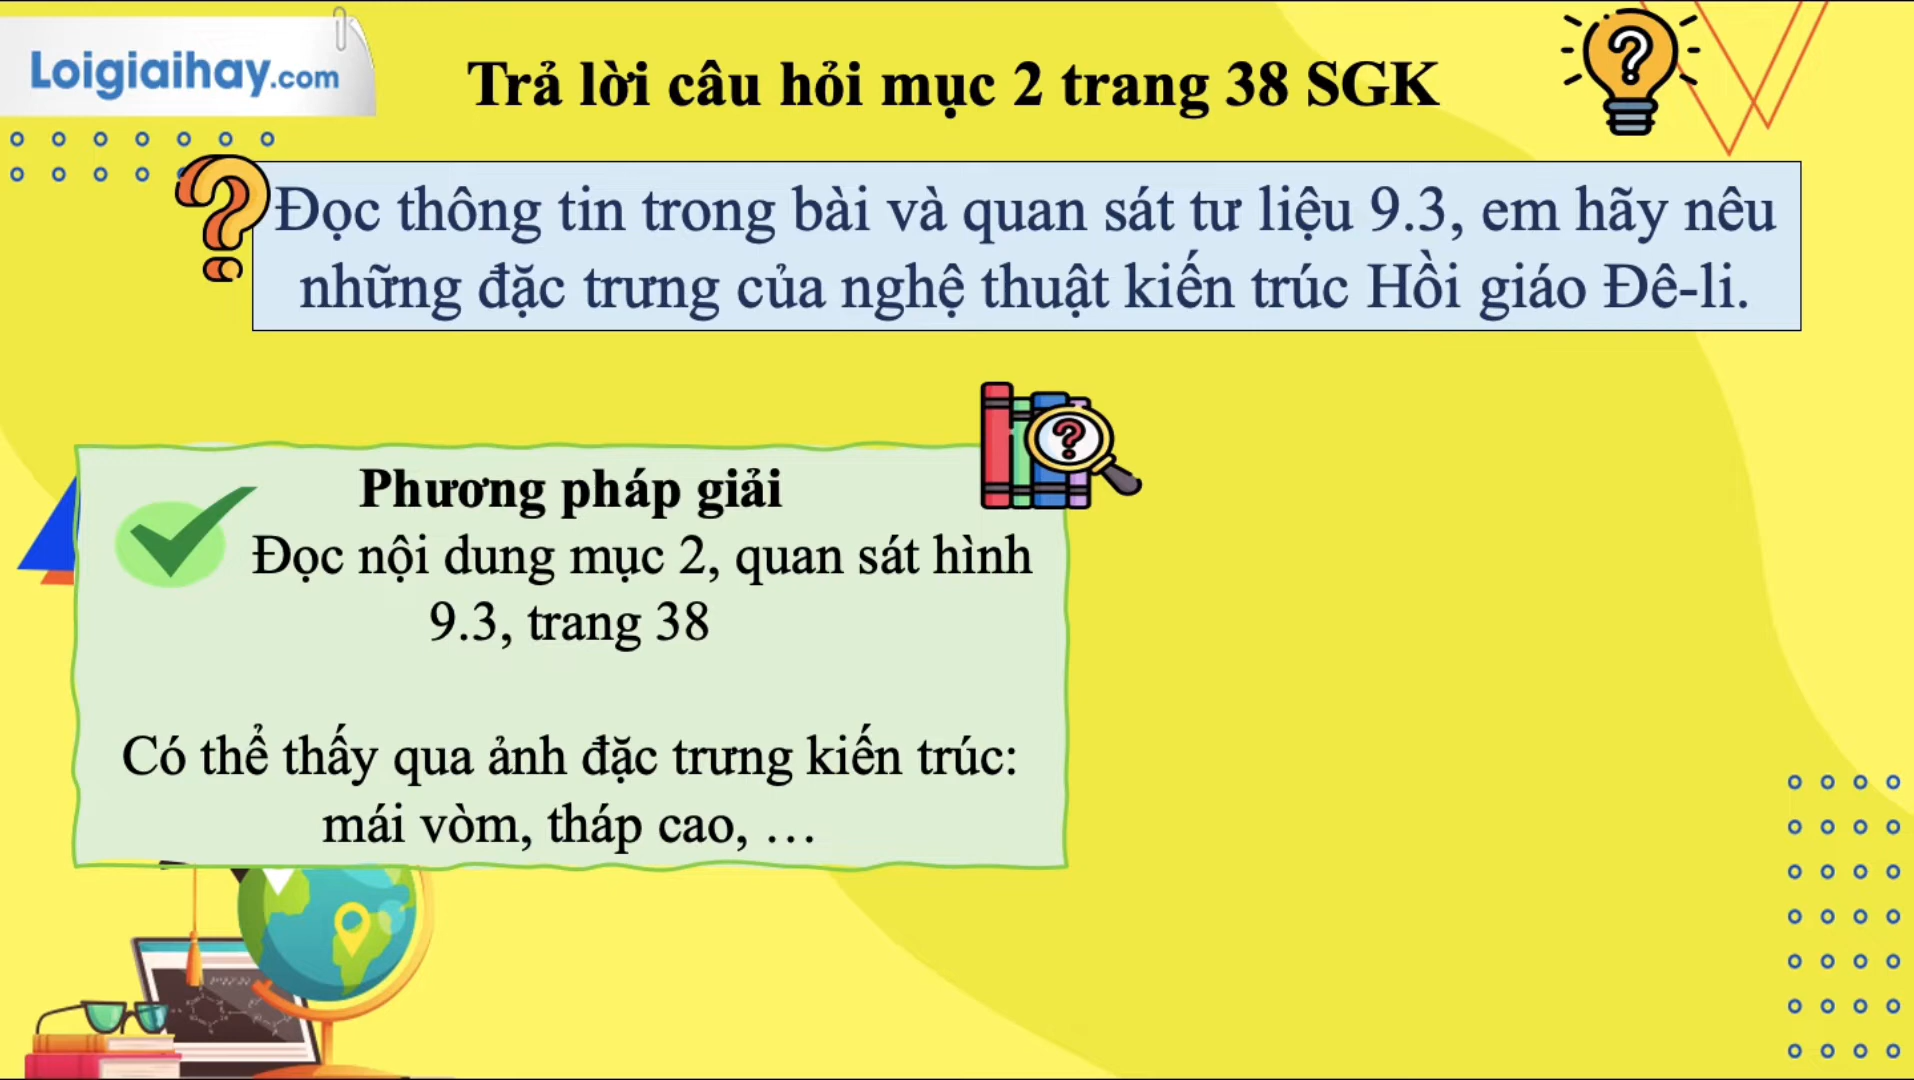 Loigiaihay.com
Trả lời câu hỏi mục 2 trang 38 SGK
Đọc thông tin trong bài và quan sát tư liệu 9.3, em hãy nêu
những đặc trưng của nghệ thuật kiến trúc Hồi giáo Đê-li.
Phương pháp giải
Đọc nội dung mục 2, quan sát hình
9.3, trang 38
Có thể thấy qua ảnh đặc trưng kiến trúc:
mái vòm, tháp cao, …